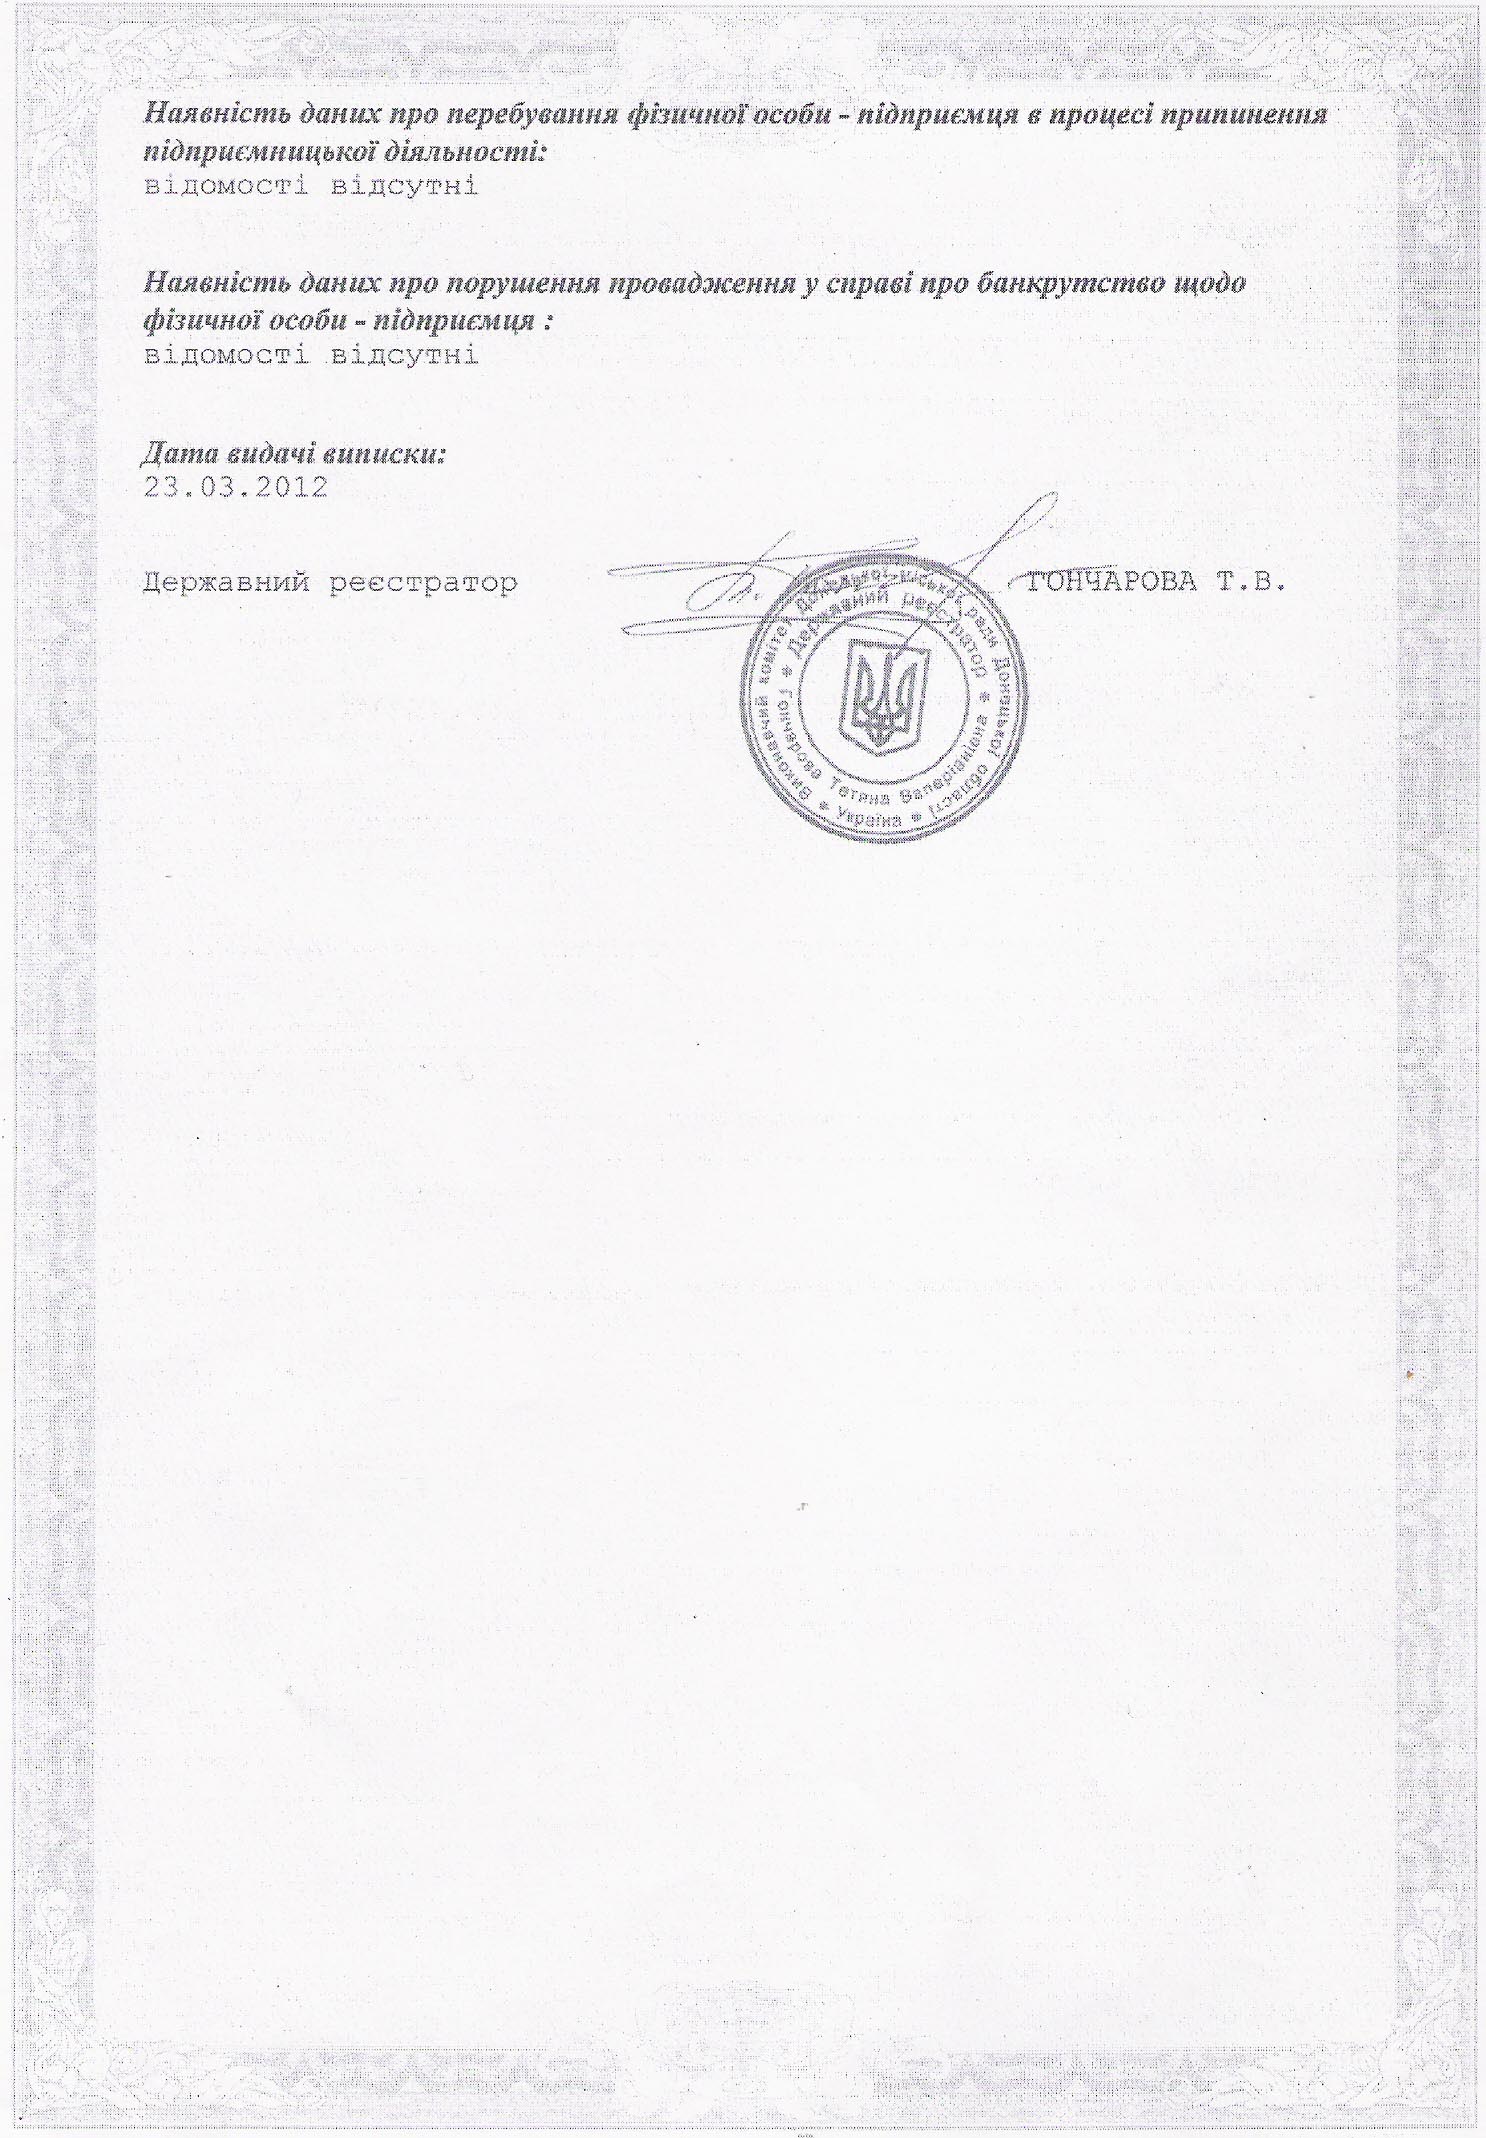 Наявність даних про перебування фізичної особи - підприємця в процесі припинення
підприємницької діяльності:
відомості відсутні
Наявність даних про порушення провадження у справі про банкрутство щодо
фізичної особи - підприємця :
відомості відсутні
Дата видачі виписки:
23.03.2012
Державний реєстратор ГОНЧАРОВА Т.В.
Виконавчий комітет Донецької міської ради Донецької області * Україна *
* Державний реєстратор * Гончарова Тетяна Валеріанівна